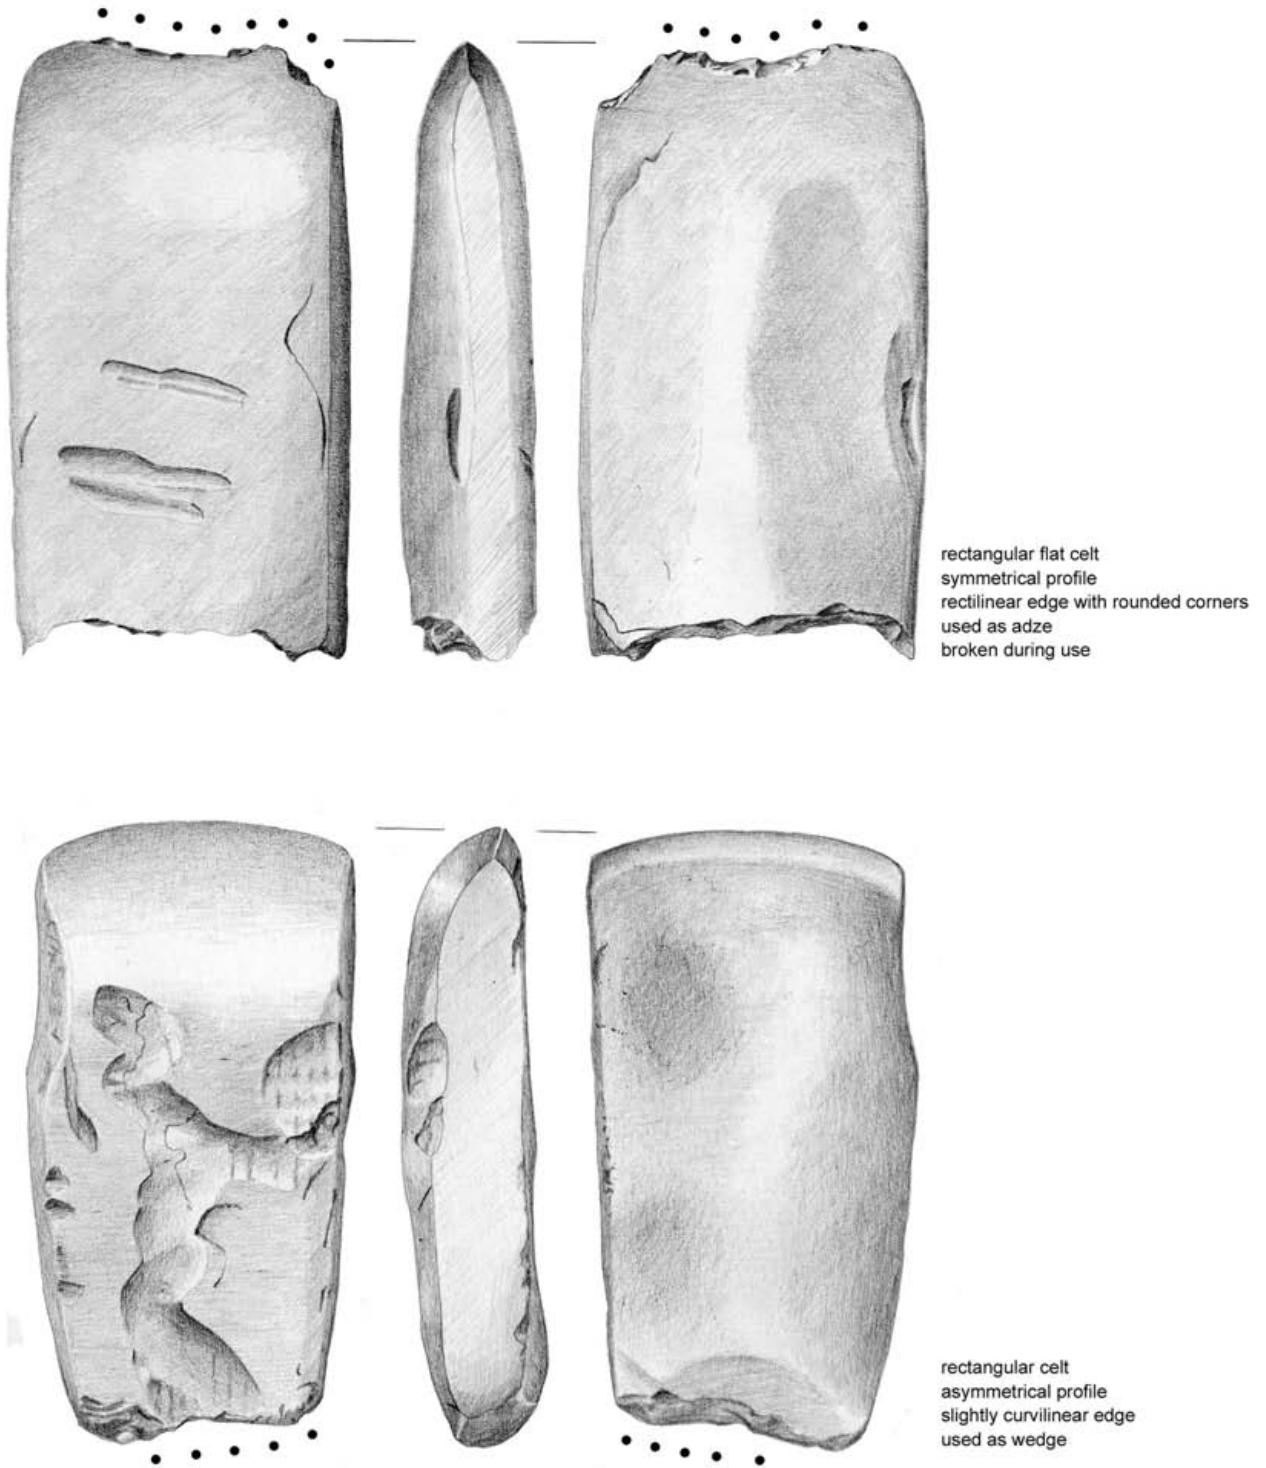 rectangular flat celt
symmetrical profile
rectilinear edge with rounded corners
used as adze
broken during use
rectangular celt
asymmetrical profile
slightly curvilinear edge
used as wedge